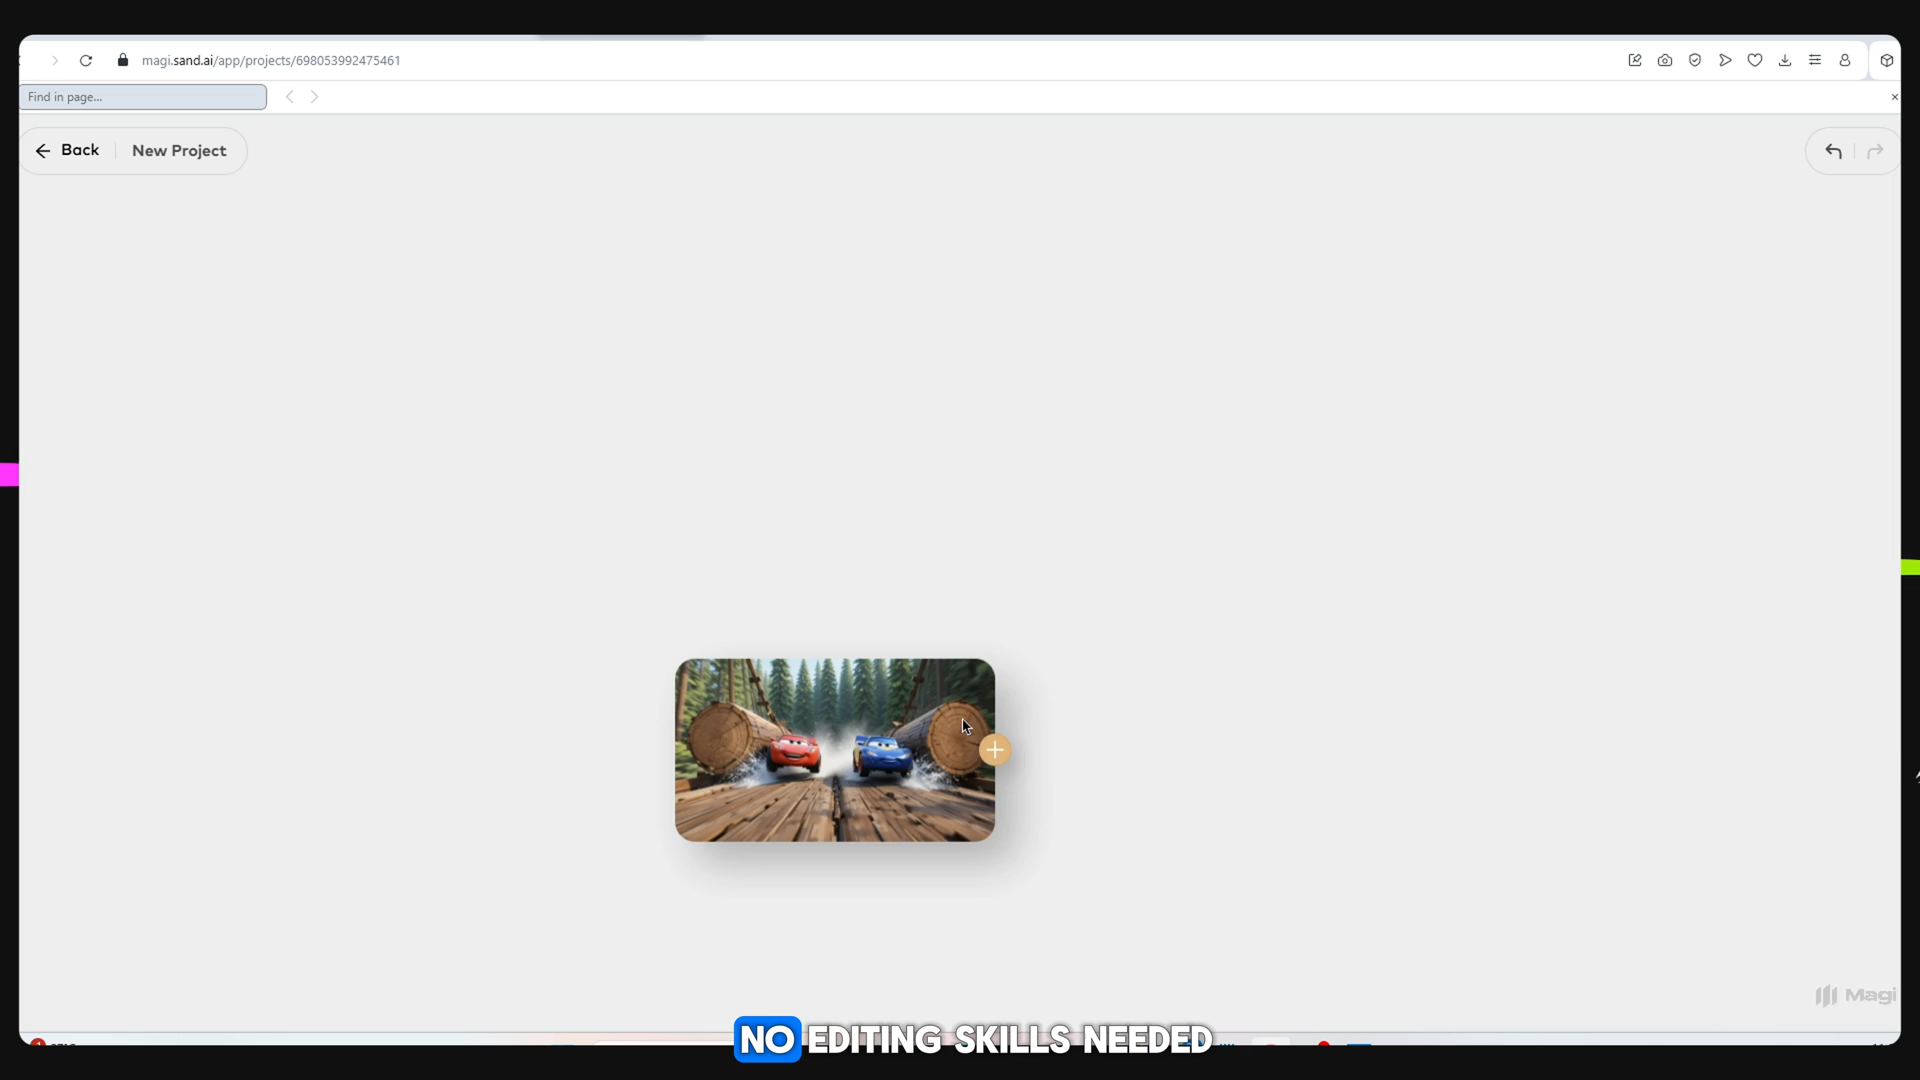 magi.sand.ai/app/projects/698053992475461
Find in page...
Back
New Project
Magi
NO EDITING SKILLS NEEDED